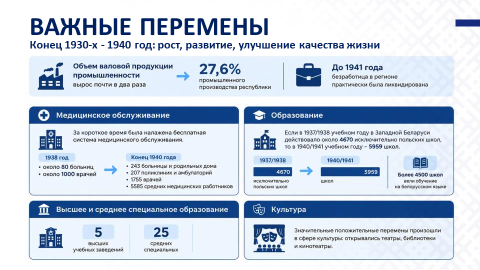 ВАЖНЫЕ ПЕРЕМЕНЫ
Конец 1930-х - 1940 год: рост, развитие, улучшение качества жизни
Объем валовой продукции
промышленности
вырос почти в два раза
27,6%
промышленного
производства республики
До 1941 года
безработица в регионе
практически была ликвидирована
Медицинское обслуживание
За короткое время была налажена бесплатная
система медицинского обслуживания.
1938 год
• около 80 больниц
• около 1000 врачей
Конец 1940 года
• 243 больницы и родильных дома
• 207 поликлиник и амбулаторий
• 1755 врачей
• 5585 средних медицинских работников
Образование
Если в 1937/1938 учебном году в Западной Беларуси
действовало около 4670 исключительно польских школ,
то в 1940/1941 учебном году – 5959 школ.
1937/1938
4670
исключительно
польских школ
1940/1941
5959
школ
Более 4500 школ
вели обучение
на белорусском языке
Высшее и среднее специальное образование
5
высших
учебных заведений
25
средних
специальных
Культура
Значительные положительные перемены произошли
в сфере культуры: открывались театры, библиотеки
и кинотеатры.